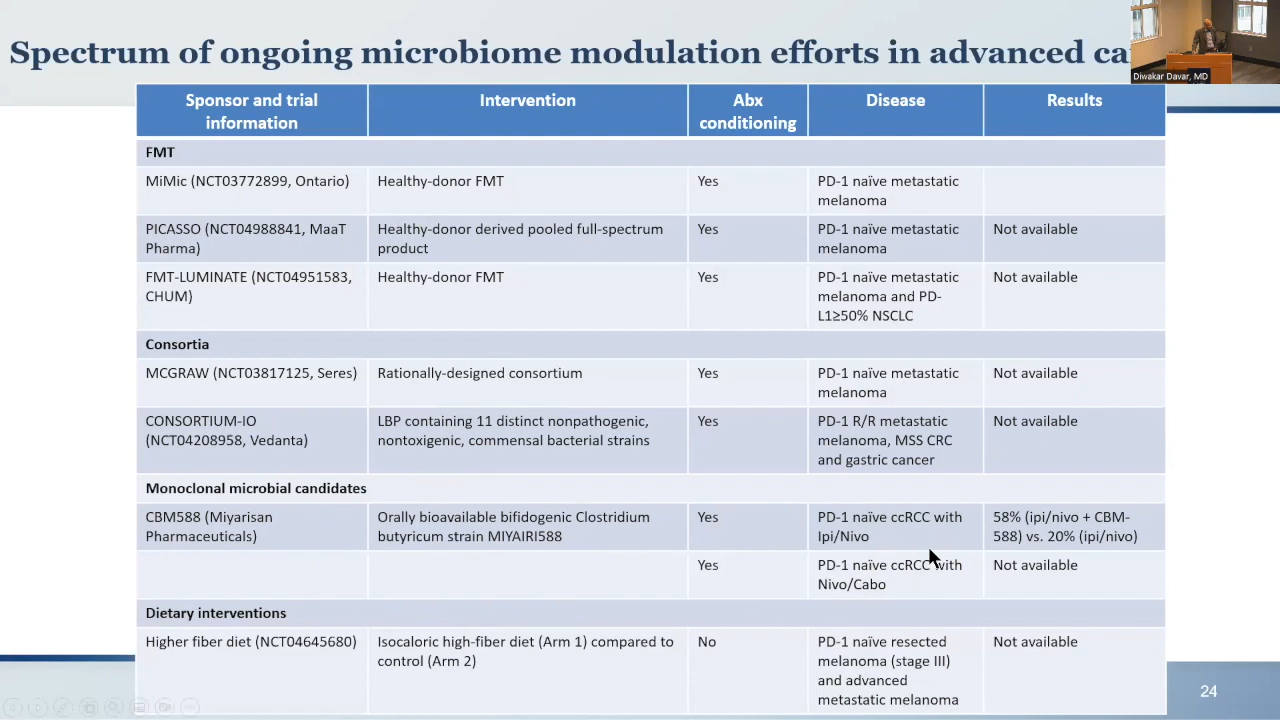 Spectrum of ongoing microbiome modulation efforts in advanced ca
Diwakar Davar, MD
Sponsor and trial
information
Intervention
Abx
conditioning
Disease
Results
FMT
MiMic (NCT03772899, Ontario)
Healthy-donor FMT
Yes
PD-1 naïve metastatic
melanoma
PICASSO (NCT04988841, MaaT
Pharma)
Healthy-donor derived pooled full-spectrum
product
Yes
PD-1 naïve metastatic
melanoma
Not available
FMT-LUMINATE (NCT04951583,
CHUM)
Healthy-donor FMT
Yes
PD-1 naïve metastatic
melanoma and PD-
L1≥50% NSCLC
Not available
Consortia
MCGRAW (NCT03817125, Seres)
Rationally-designed consortium
Yes
PD-1 naïve metastatic
melanoma
Not available
CONSORTIUM-IO
(NCT04208958, Vedanta)
LBP containing 11 distinct nonpathogenic,
nontoxigenic, commensal bacterial strains
Yes
PD-1 R/R metastatic
melanoma, MSS CRC
and gastric cancer
Not available
Monoclonal microbial candidates
CBM588 (Miyarisan
Pharmaceuticals)
Orally bioavailable bifidogenic Clostridium
butyricum strain MIYAIRI588
Yes
PD-1 naïve ccRCC with
Ipi/Nivo
58% (ipi/nivo + CBM-
588) vs. 20% (ipi/nivo)
Yes
PD-1 naïve ccRCC with
Nivo/Cabo
Not available
Dietary interventions
Higher fiber diet (NCT04645680)
Isocaloric high-fiber diet (Arm 1) compared to
control (Arm 2)
No
PD-1 naïve resected
melanoma (stage III)
and advanced
metastatic melanoma
Not available
24